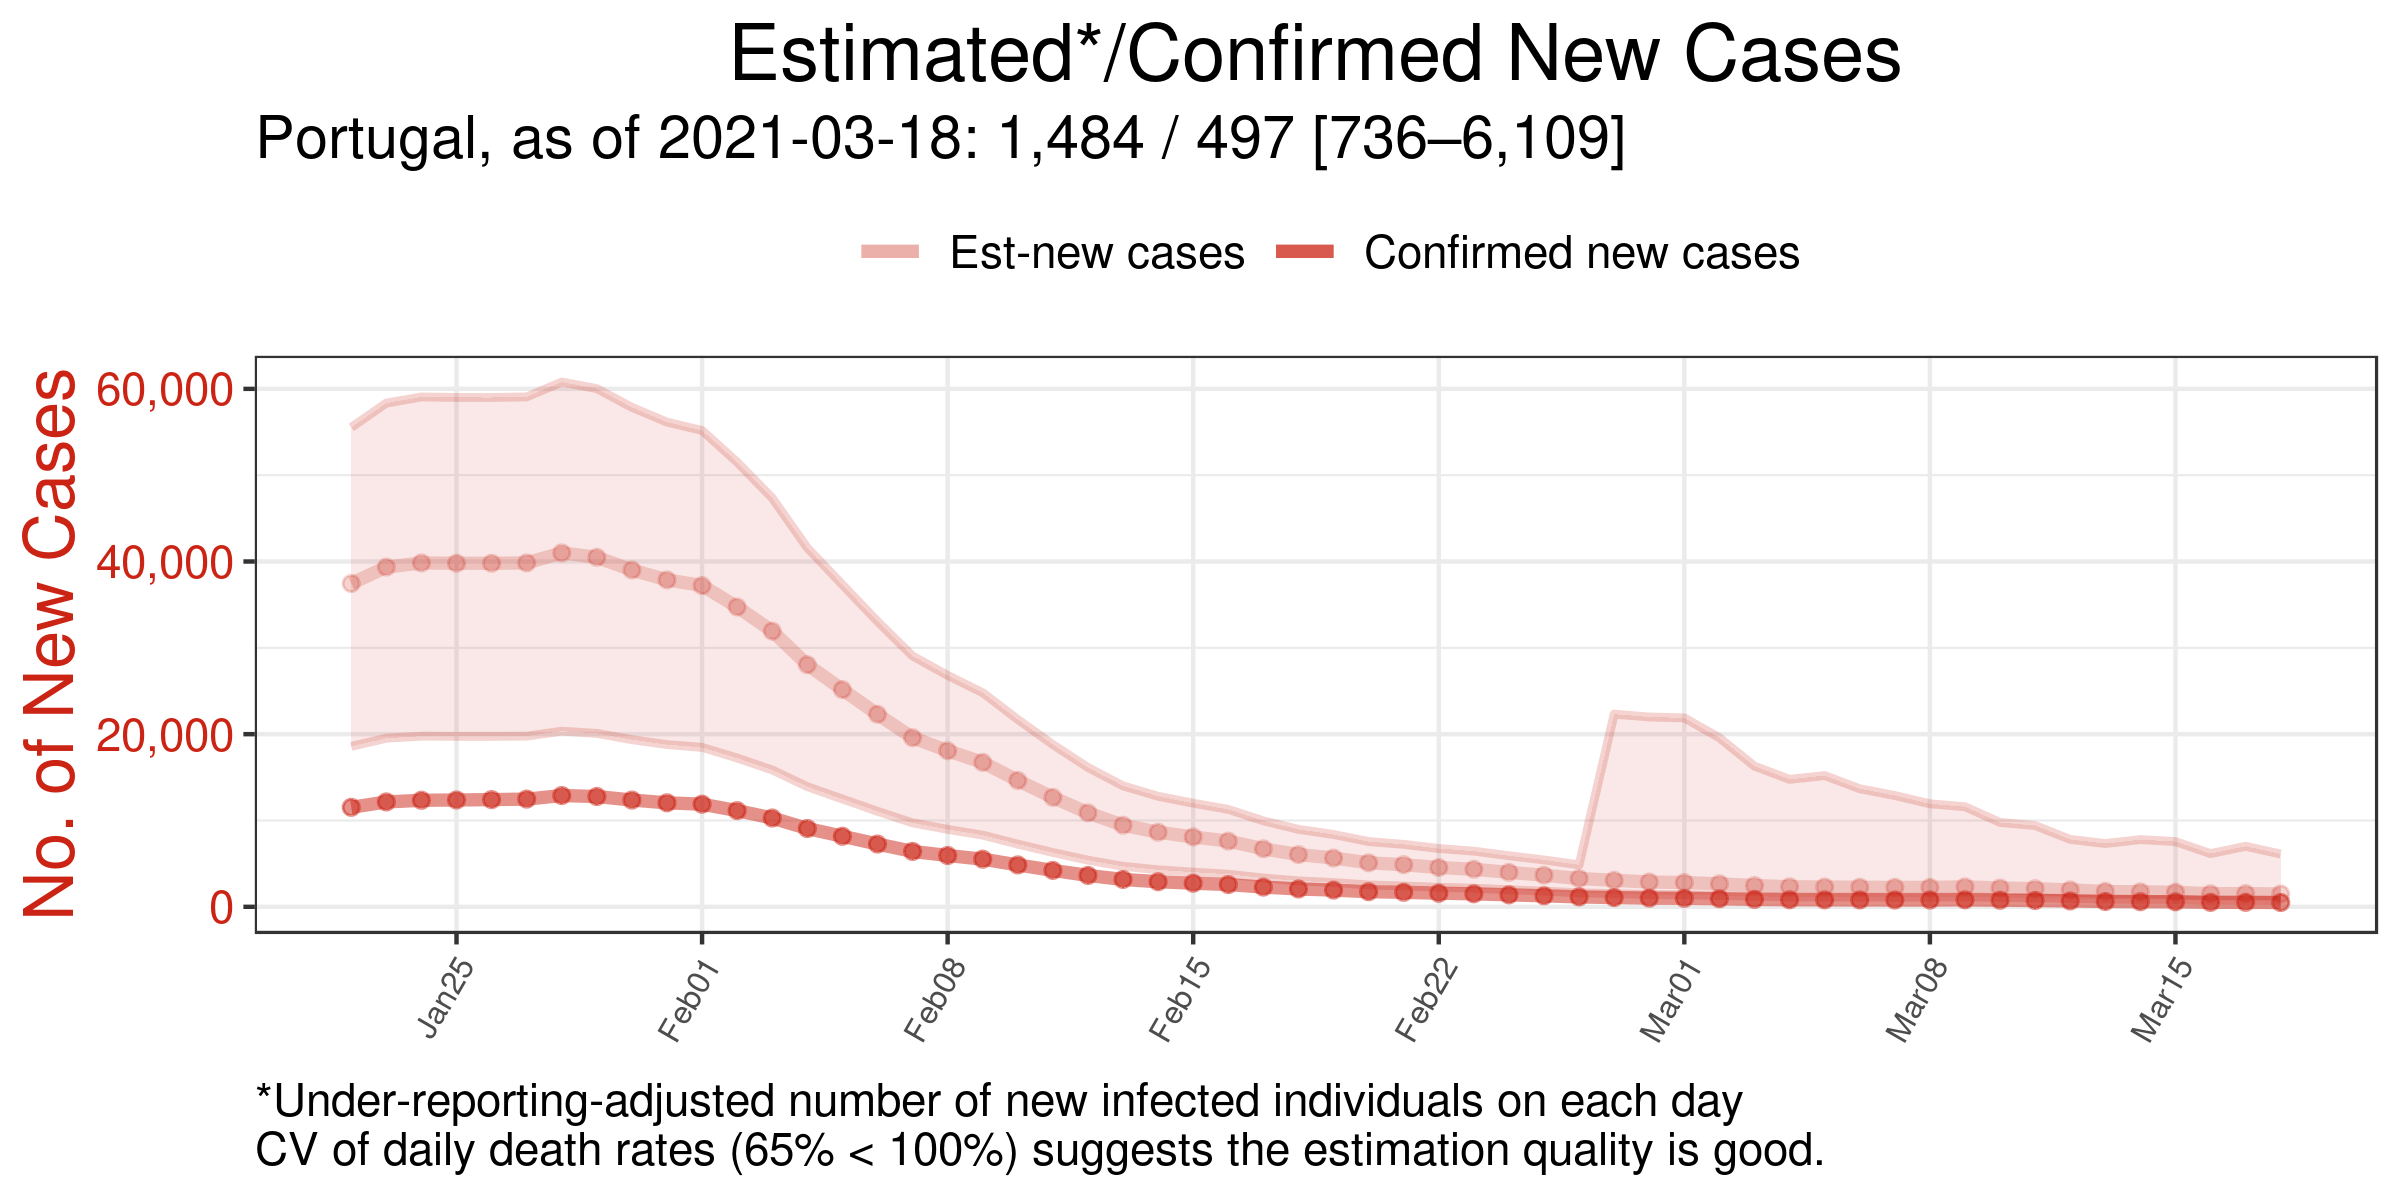 Estimated*/Confirmed New Cases
Portugal, as of 2021-03-18: 1,484 / 497 [736–6,109]
Est-new cases
Confirmed new cases
No. of New Cases
60,000
40,000
20,000
0
Jan25
Feb01
Feb08
Feb15
Feb22
Mar01
Mar08
Mar15
*Under-reporting-adjusted number of new infected individuals on each day
CV of daily death rates (65% < 100%) suggests the estimation quality is good.